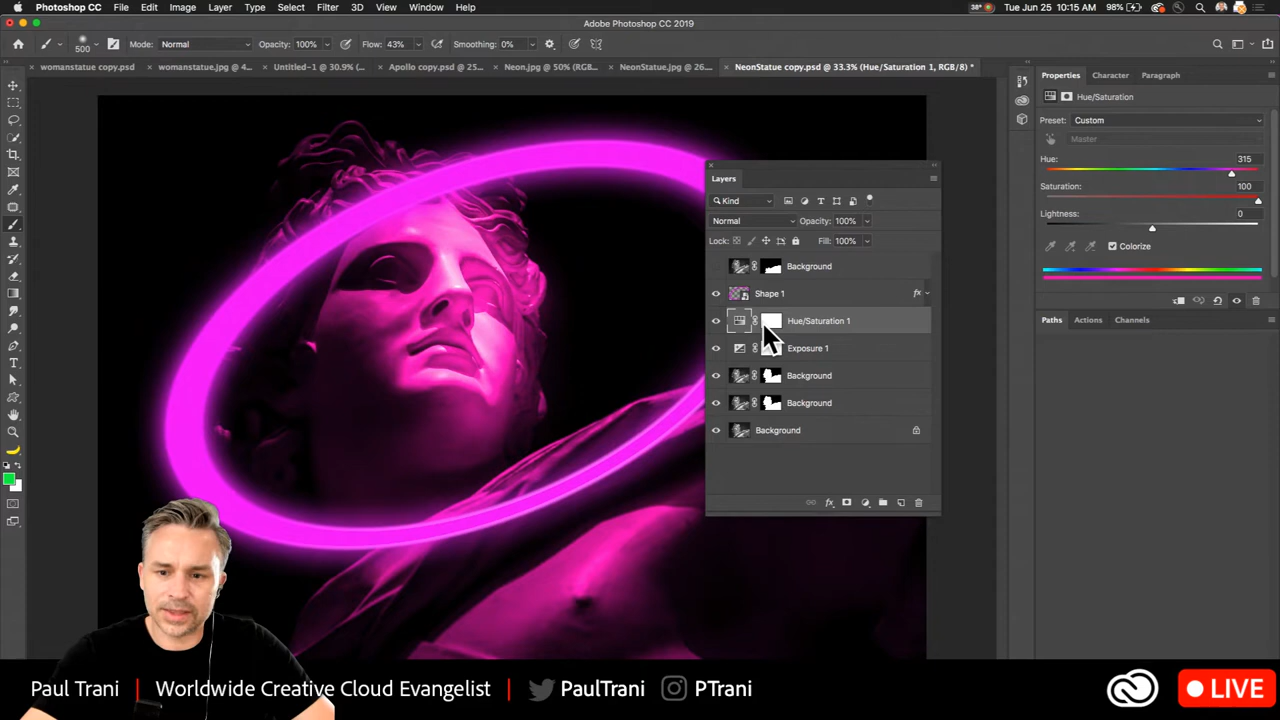 Photoshop CC File Edit Image Layer Type Select Filter 3D View Window Help 38° Tue Jun 25 10:15 AM 98%
Adobe Photoshop CC 2019
500 Mode: Normal Opacity: 100% Flow: 43% Smoothing: 0%
womanstatue copy.psd womanstatue.jpg @ 4... Untitled-1 @ 30.9% (... Apollo copy.psd @ 25... Neon.jpg @ 50% (RGB... NeonStatue.jpg @ 26.... NeonStatue copy.psd @ 33.3% (Hue/Saturation 1, RGB/8) *
Properties Character Paragraph
Hue/Saturation
Preset: Custom
Master
Hue: 315
Saturation: 100
Lightness: 0
Colorize
Paths Actions Channels
Layers
Kind
Normal Opacity: 100%
Lock: Fill: 100%
Background
Shape 1 fx
Hue/Saturation 1
Exposure 1
Background
Background
Background
fx
Paul Trani | Worldwide Creative Cloud Evangelist | PaulTrani PTrani LIVE